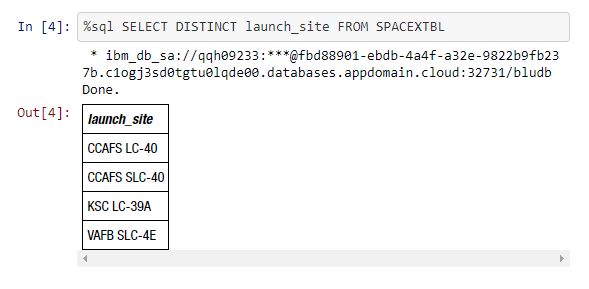 In [4]: %sql SELECT DISTINCT launch_site FROM SPACEXTBL
* ibm_db_sa://qqh09233:***@fbd88901-ebdb-4a4f-a32e-9822b9fb23
7b.c1ogj3sd0tgtu0lqde00.databases.appdomain.cloud:32731/bludb
Done.
Out[4]:
launch_site
CCAFS LC-40
CCAFS SLC-40
KSC LC-39A
VAFB SLC-4E